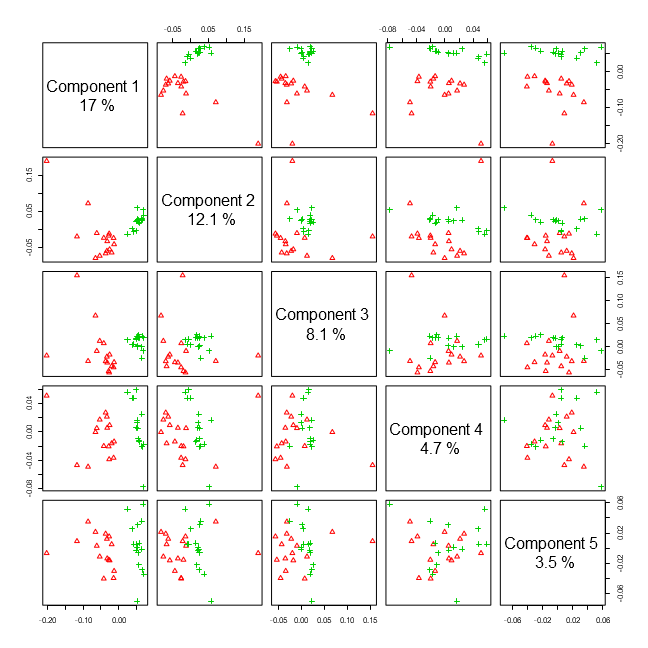 -0.05 0.05 0.15
-0.08 -0.04 0.00 0.04
Component 1
17 %
-0.20 -0.10 0.00
-0.05 0.05 0.15
Component 2
12.1 %
Component 3
8.1 %
-0.05 0.00 0.05 0.10 0.15
-0.08 -0.04 0.00 0.04
Component 4
4.7 %
Component 5
3.5 %
-0.06 -0.02 0.02 0.06
-0.20 -0.10 0.00
-0.05 0.00 0.05 0.10 0.15
-0.06 -0.02 0.02 0.06